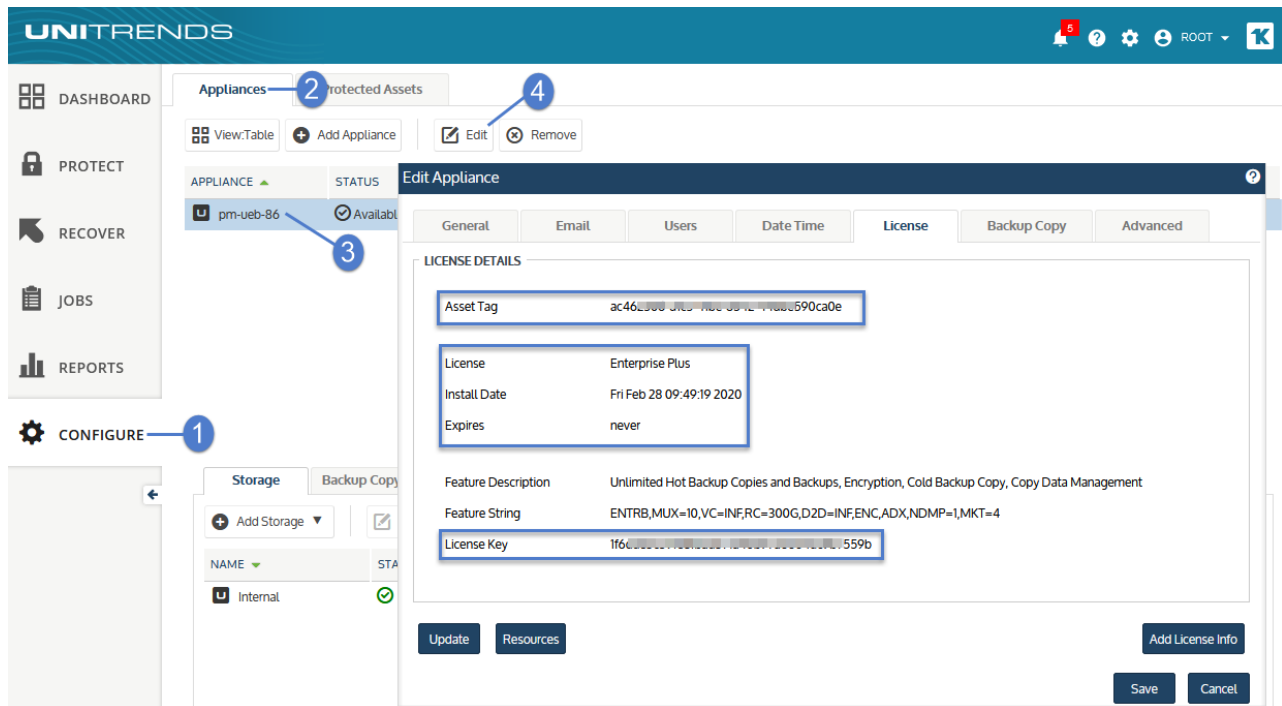 UNITRENDS
5
ROOT
DASHBOARD
PROTECT
RECOVER
JOBS
REPORTS
CONFIGURE
1
Appliances
2
Protected Assets
4
View:Table
Add Appliance
Edit
Remove
APPLIANCE
STATUS
pm-ueb-86
3
Edit Appliance
General
Email
Users
Date Time
License
Backup Copy
Advanced
LICENSE DETAILS
Asset Tag
License
Enterprise Plus
Install Date
Fri Feb 28 09:49:19 2020
Expires
never
Feature Description
Unlimited Hot Backup Copies and Backups, Encryption, Cold Backup Copy, Copy Data Management
Feature String
ENTRB,MUX=10,VC=INF,RC=300G,D2D=INF,ENC,ADX,NDMP=1,MKT=4
License Key
Update
Resources
Add License Info
Save
Cancel
Storage
Backup Copy
Add Storage
NAME
STA
Internal